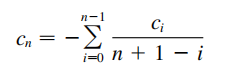 $$c_n = -\sum_{i=0}^{n-1} \frac{c_i}{n + 1 - i}$$